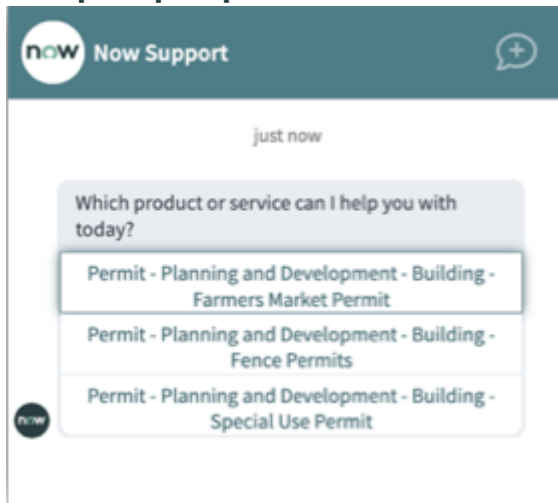 now Now Support
just now
Which product or service can I help you with
today?
Permit - Planning and Development - Building -
Farmers Market Permit
Permit - Planning and Development - Building -
Fence Permits
Permit - Planning and Development - Building -
Special Use Permit
now